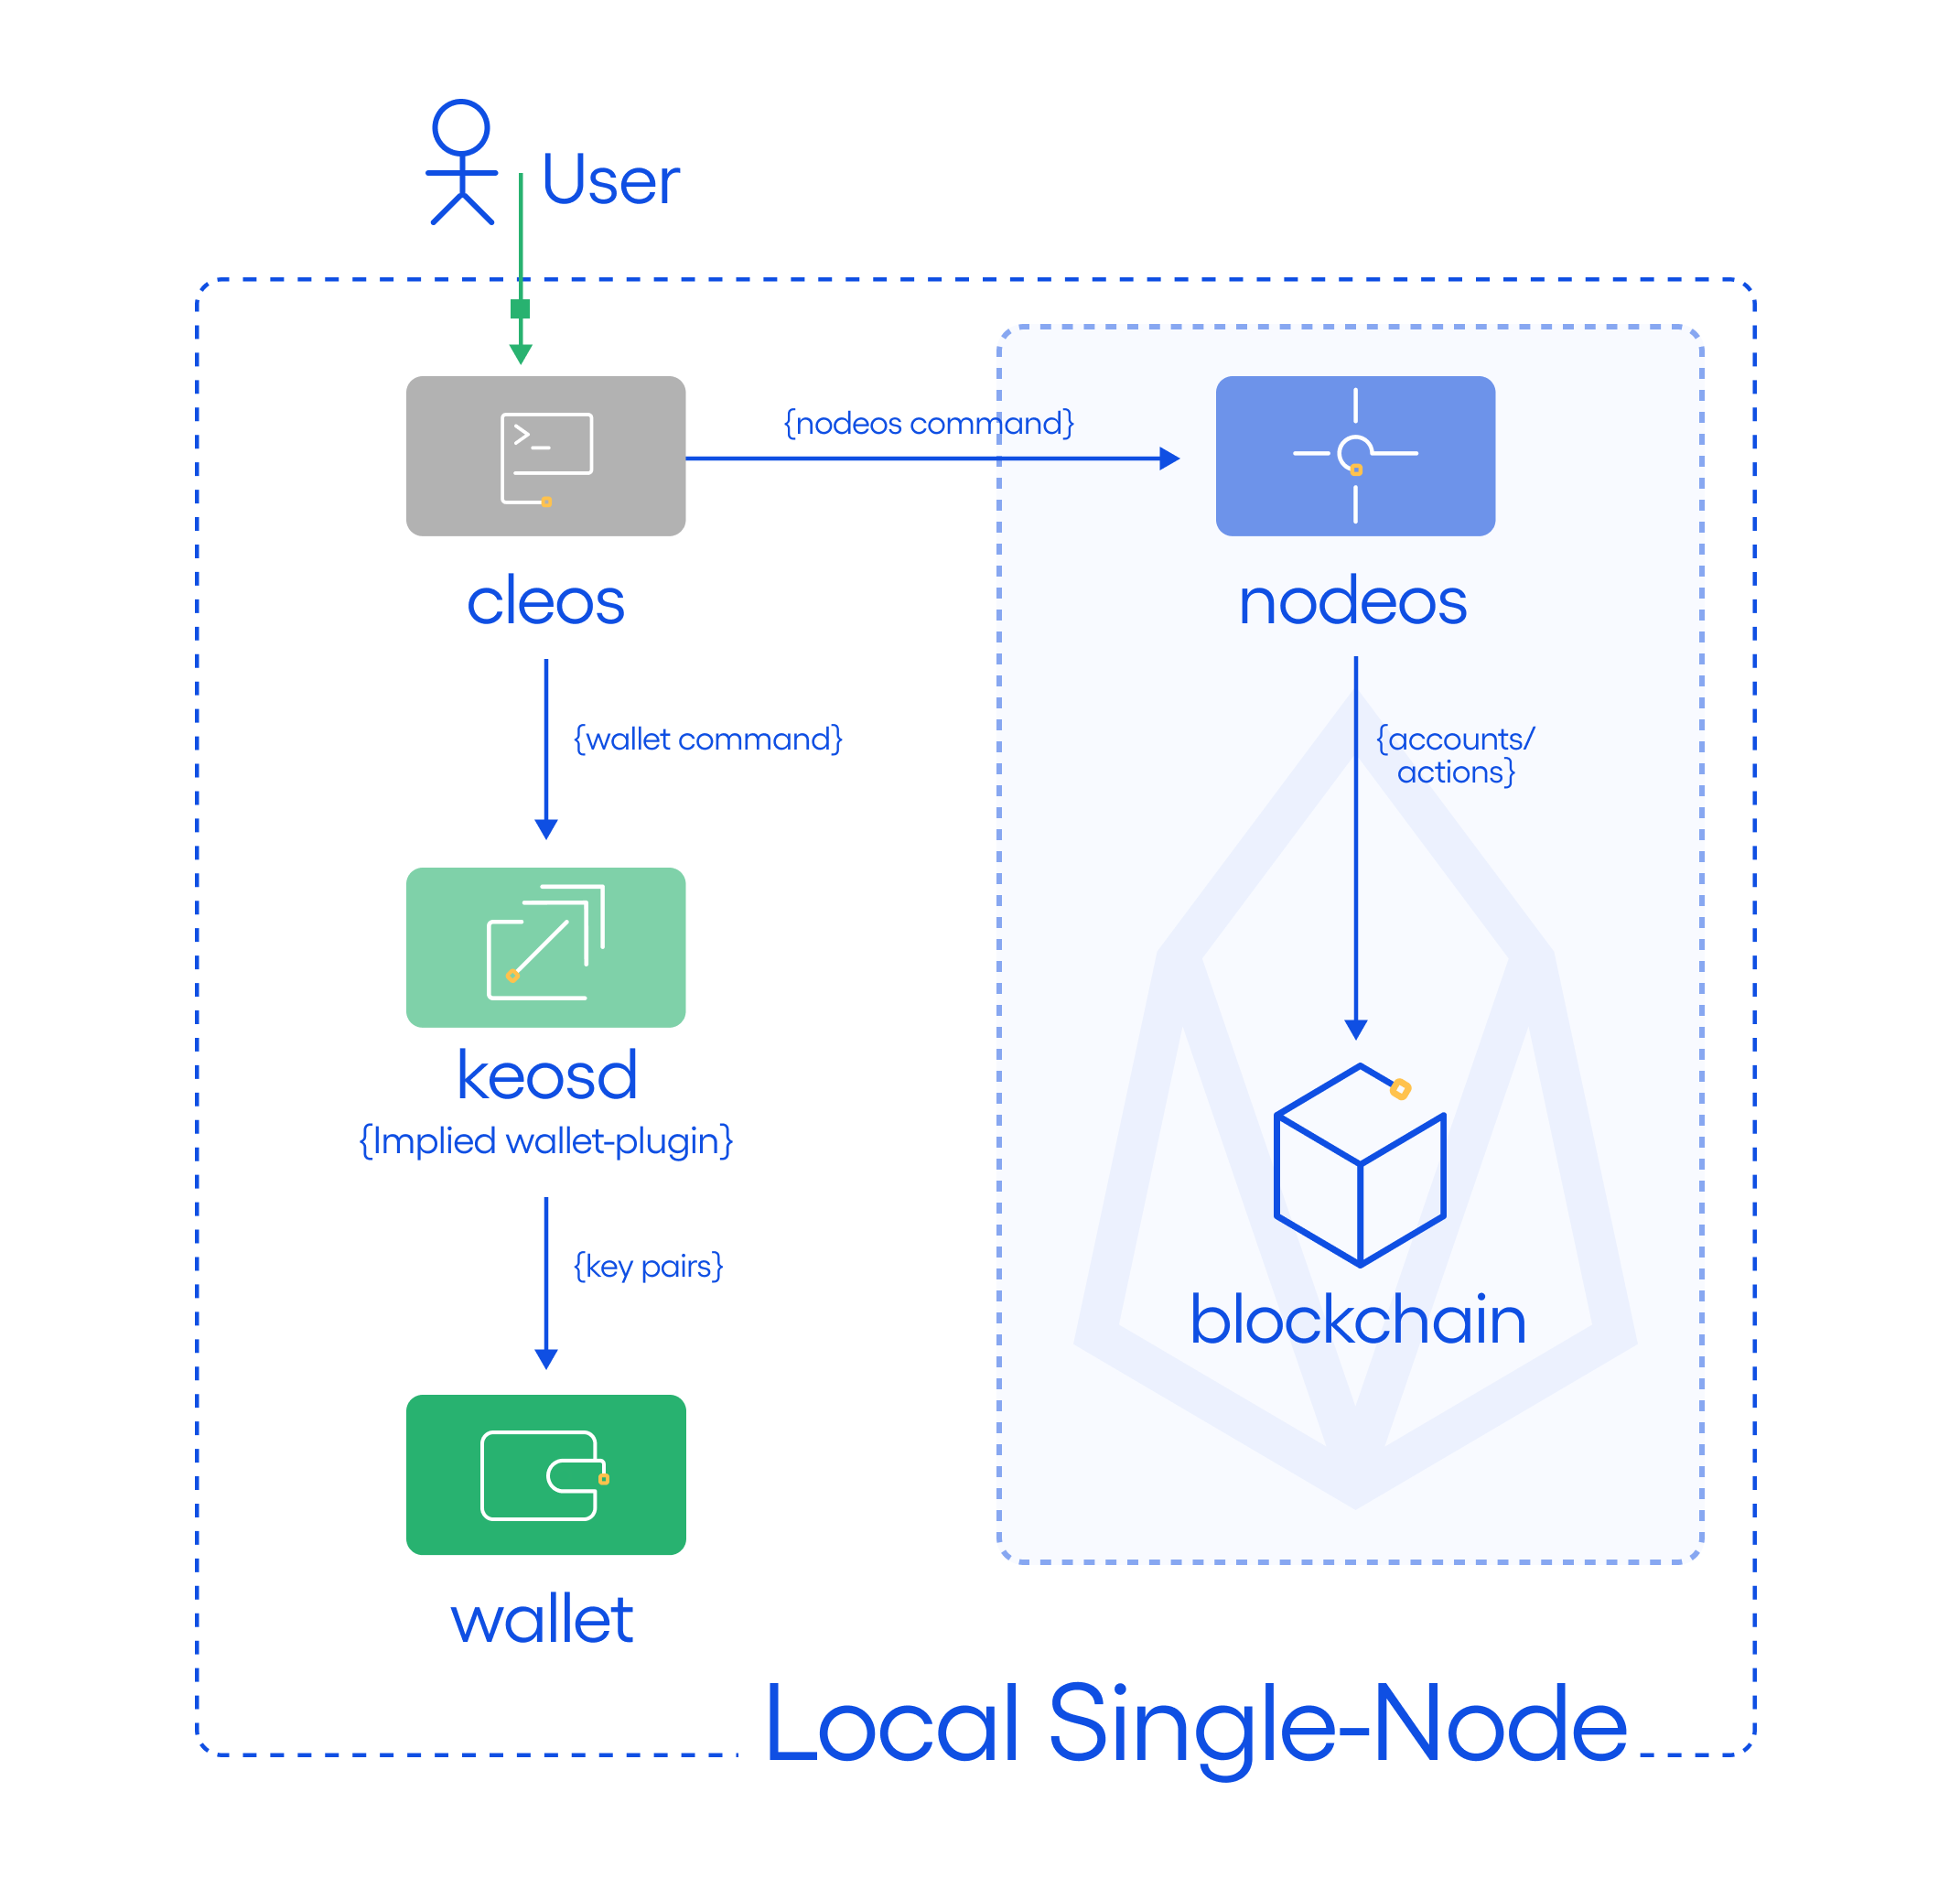 User
{nodeos command}
cleos
nodeos
{wallet command}
{accounts/
actions}
keosd
{Implied wallet-plugin}
{key pairs}
blockchain
wallet
Local Single-Node